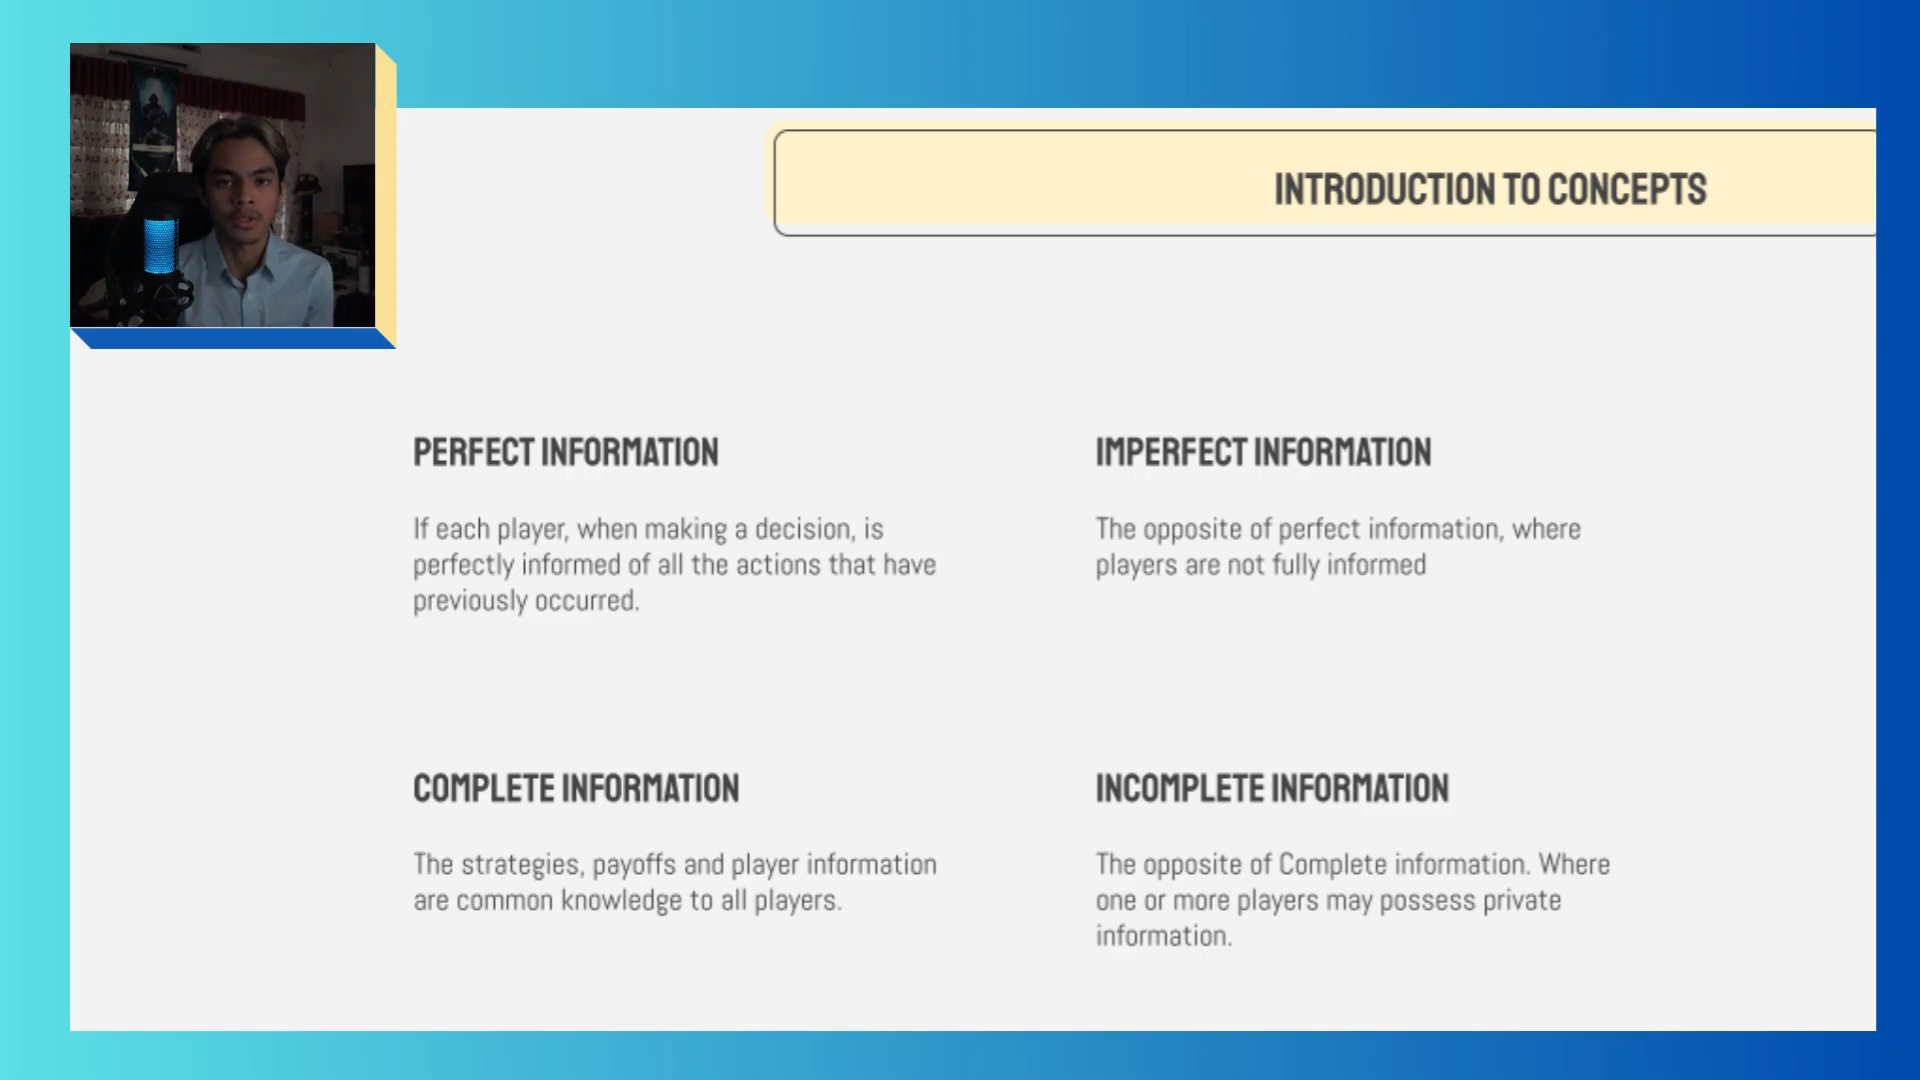 INTRODUCTION TO CONCEPTS
PERFECT INFORMATION
If each player, when making a decision, is
perfectly informed of all the actions that have
previously occurred.
IMPERFECT INFORMATION
The opposite of perfect information, where
players are not fully informed
COMPLETE INFORMATION
The strategies, payoffs and player information
are common knowledge to all players.
INCOMPLETE INFORMATION
The opposite of Complete information. Where
one or more players may possess private
information.